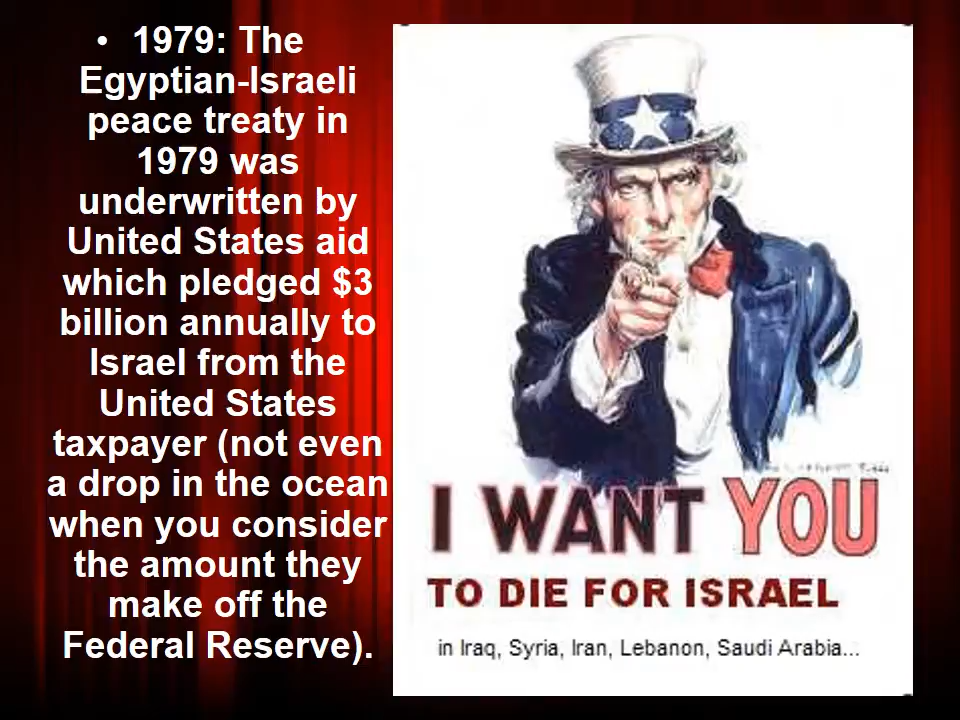 • 1979: The
Egyptian-Israeli
peace treaty in
1979 was
underwritten by
United States aid
which pledged $3
billion annually to
Israel from the
United States
taxpayer (not even
a drop in the ocean
when you consider
the amount they
make off the
Federal Reserve).
I WANT YOU
TO DIE FOR ISRAEL
in Iraq, Syria, Iran, Lebanon, Saudi Arabia...